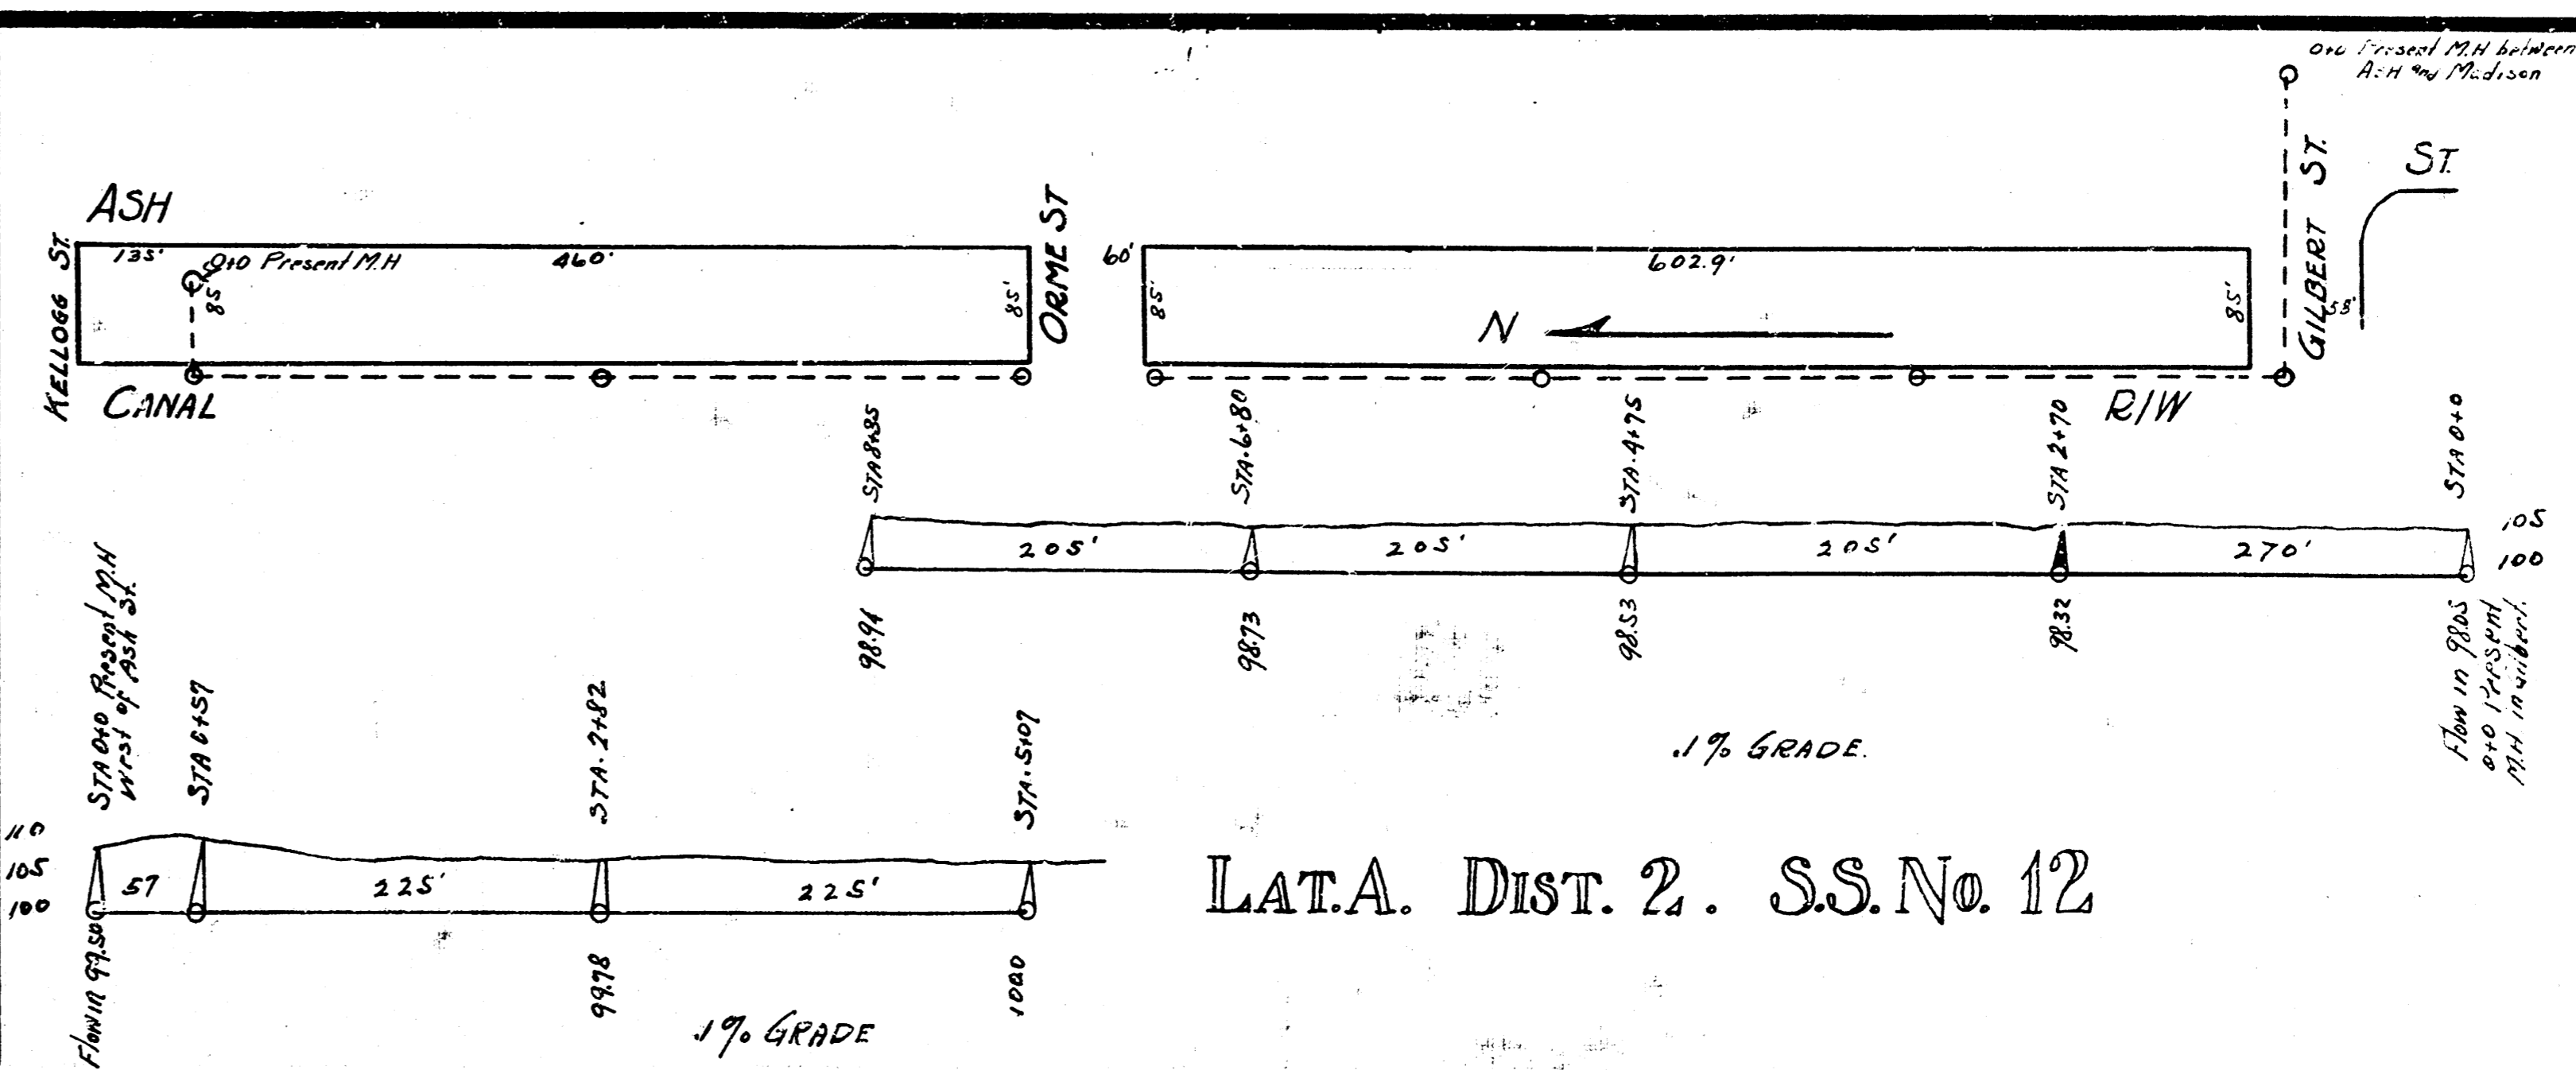 0+0 Present M.H between
ASH and Madison
ST.
ASH
KELLOGG ST.
135'
0+0 Present M.H
460'
85'
85'
ORME ST
60'
85'
602.9'
85'
N
GILBERT ST.
CANAL
R/W
STA 8+85
STA. 6+80
STA. 4+75
STA 2+70
STA 0+0
205'
205'
205'
270'
105
100
98.94
98.73
98.53
98.32
Flow in 98.05
0+0 Present
M.H.
.1% GRADE.
STA 0+0 Present M.H
West of Ash St.
STA 0+57
STA. 2+82
STA. 5+07
110
105
100
57
225'
225'
Flow in 99.50
99.78
100.0
.1% GRADE
LAT. A. DIST. 2. S.S. No. 12